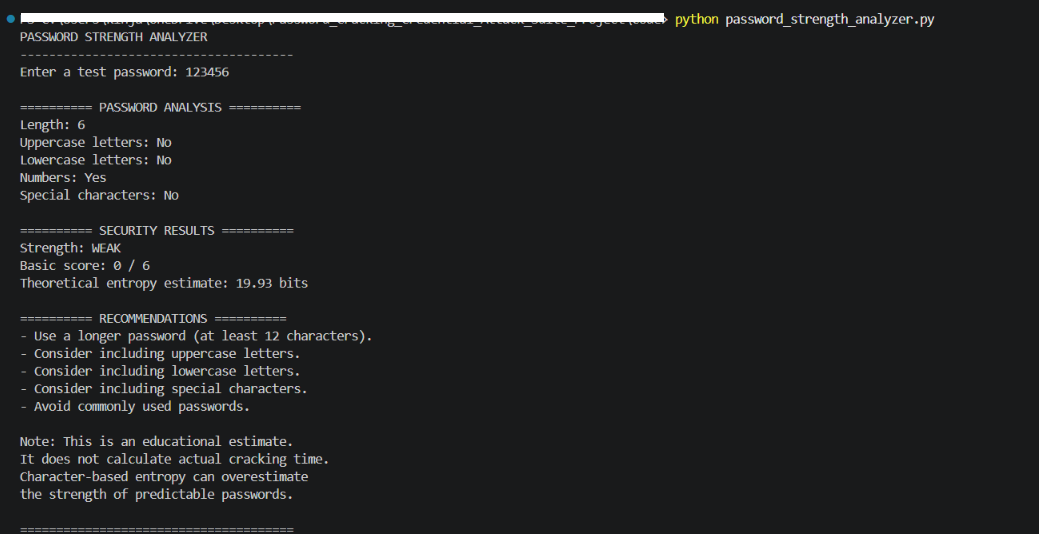 python password_strength_analyzer.py
PASSWORD STRENGTH ANALYZER
--------------------------------------
Enter a test password: 123456
========== PASSWORD ANALYSIS ==========
Length: 6
Uppercase letters: No
Lowercase letters: No
Numbers: Yes
Special characters: No
========== SECURITY RESULTS ==========
Strength: WEAK
Basic score: 0 / 6
Theoretical entropy estimate: 19.93 bits
========== RECOMMENDATIONS ==========
- Use a longer password (at least 12 characters).
- Consider including uppercase letters.
- Consider including lowercase letters.
- Consider including special characters.
- Avoid commonly used passwords.
Note: This is an educational estimate.
It does not calculate actual cracking time.
Character-based entropy can overestimate
the strength of predictable passwords.
======================================